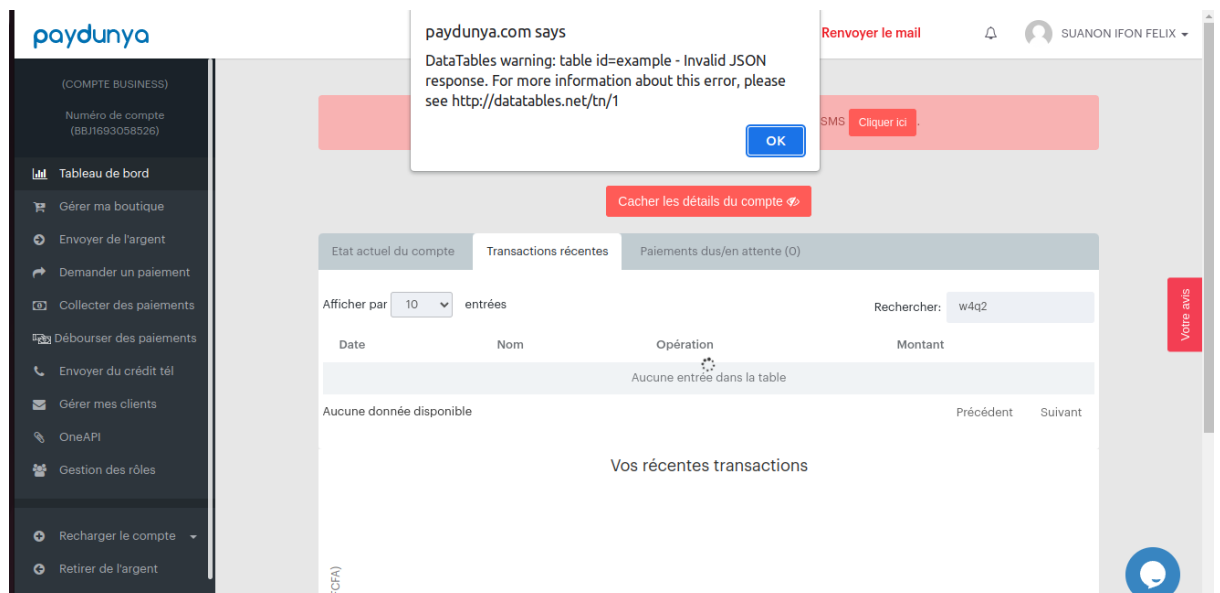 paydunya
paydunya.com says
DataTables warning: table id=example - Invalid JSON
response. For more information about this error, please
see http://datatables.net/tn/1
OK
Renvoyer le mail
SUANON IFON FELIX
(COMPTE BUSINESS)
Numéro de compte
(BBJ1693058526)
SMS Cliquer ici .
Tableau de bord
Gérer ma boutique
Envoyer de l'argent
Demander un paiement
Collecter des paiements
Débourser des paiements
Envoyer du crédit tél
Gérer mes clients
OneAPI
Gestion des rôles
Recharger le compte
Retirer de l'argent
Cacher les détails du compte
Etat actuel du compte Transactions récentes Paiements dus/en attente (0)
Afficher par 10 entrées Rechercher: w4q2
Date Nom Opération Montant
Aucune entrée dans la table
Aucune donnée disponible Précédent Suivant
Vos récentes transactions
FCFA)
Votre avis